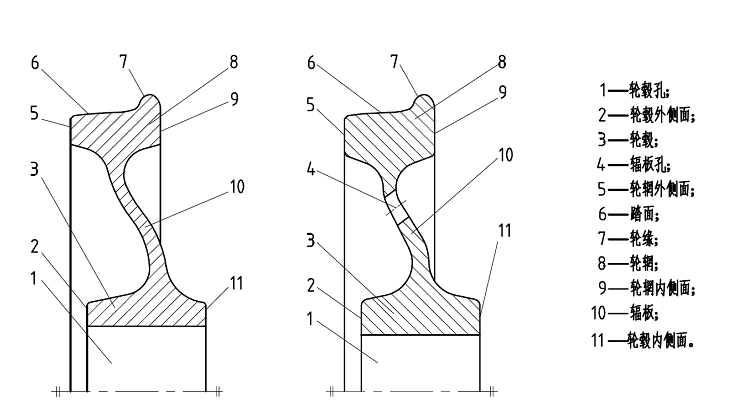 6 7 8
5 9
3 10
2 11
1
6 7 8
5 9
4 10
3 11
2
1
1——轮毂孔;
2——轮毂外侧面;
3——轮毂;
4——辐板孔;
5——轮辋外侧面;
6——踏面;
7——轮缘;
8——轮辋;
9——轮辋内侧面;
10——辐板;
11——轮毂内侧面。